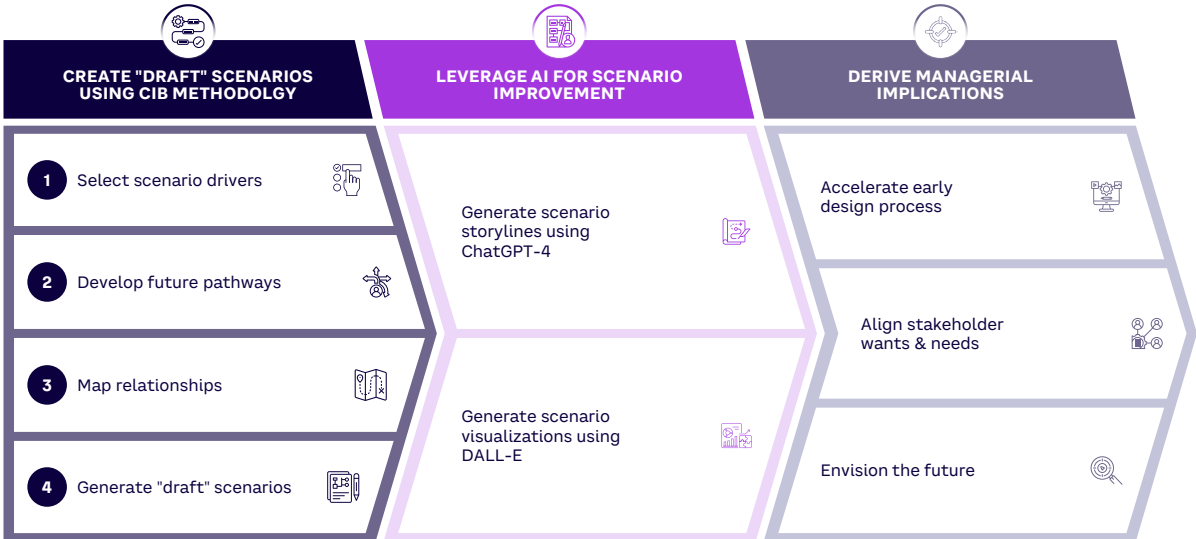 CREATE "DRAFT" SCENARIOS
USING CIB METHODOLGY
LEVERAGE AI FOR SCENARIO
IMPROVEMENT
DERIVE MANAGERIAL
IMPLICATIONS
1 Select scenario drivers
2 Develop future pathways
3 Map relationships
4 Generate "draft" scenarios
Generate scenario
storylines using
ChatGPT-4
Generate scenario
visualizations using
DALL-E
Accelerate early
design process
Align stakeholder
wants & needs
Envision the future